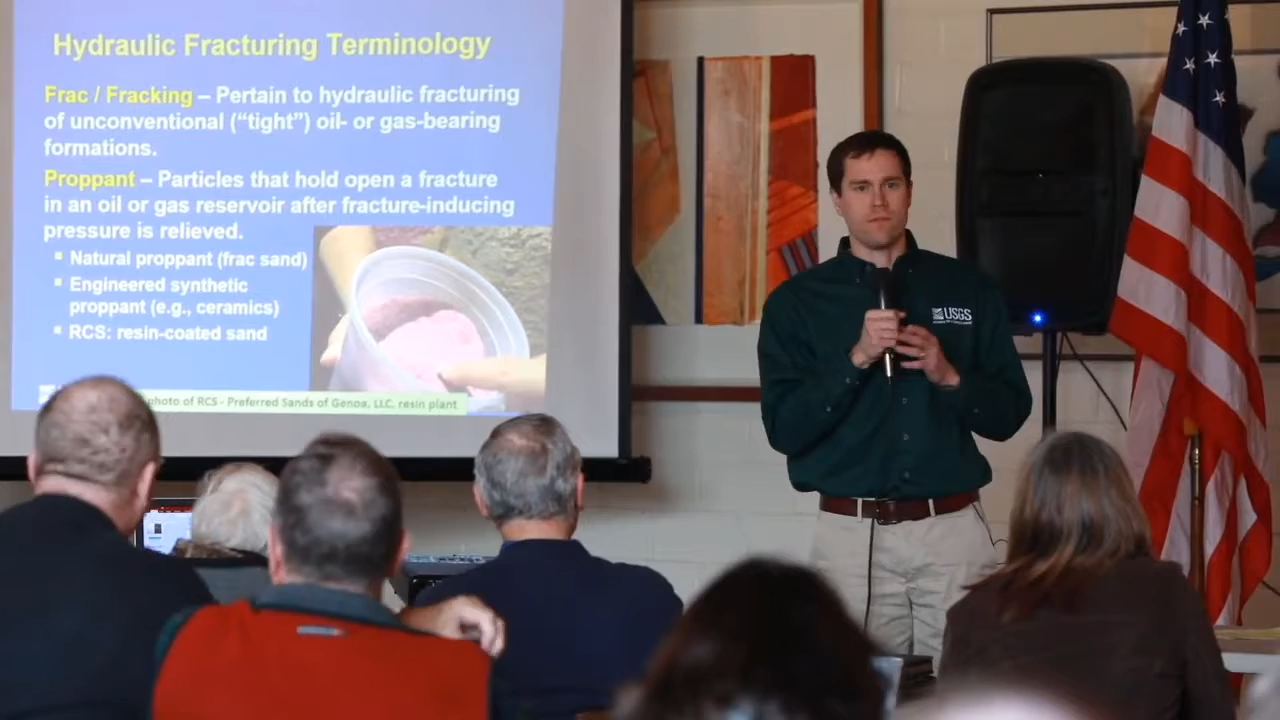 Hydraulic Fracturing Terminology
Frac / Fracking – Pertain to hydraulic fracturing
of unconventional (“tight”) oil- or gas-bearing
formations.
Proppant – Particles that hold open a fracture
in an oil or gas reservoir after fracture-inducing
pressure is relieved.
▪ Natural proppant (frac sand)
▪ Engineered synthetic
proppant (e.g., ceramics)
▪ RCS: resin-coated sand
photo of RCS - Preferred Sands of Genoa, LLC, resin plant
USGS